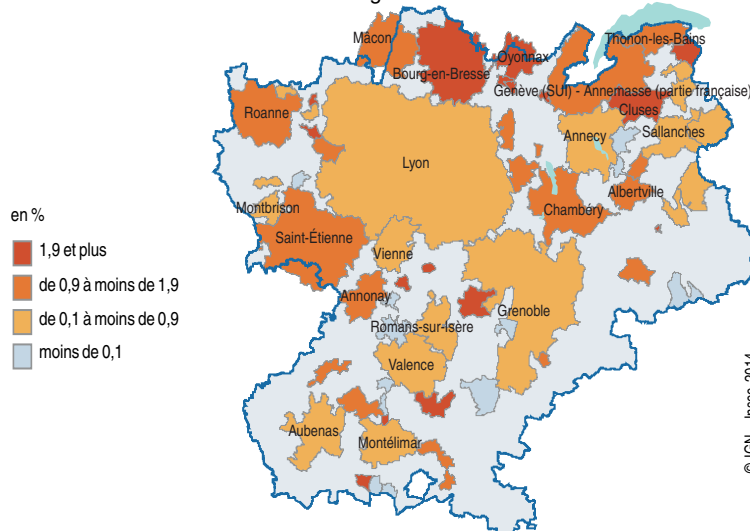 Mâcon
Thonon-les-Bains
Oyonnax
Bourg-en-Bresse
Genève (SUI) - Annemasse (partie française)
Cluses
Roanne
Annecy
Sallanches
Lyon
Albertville
Montbrison
Chambéry
en %
Saint-Étienne
1,9 et plus
Vienne
de 0,9 à moins de 1,9
Annonay
Grenoble
de 0,1 à moins de 0,9
Romans-sur-Isère
moins de 0,1
Valence
Aubenas
Montélimar